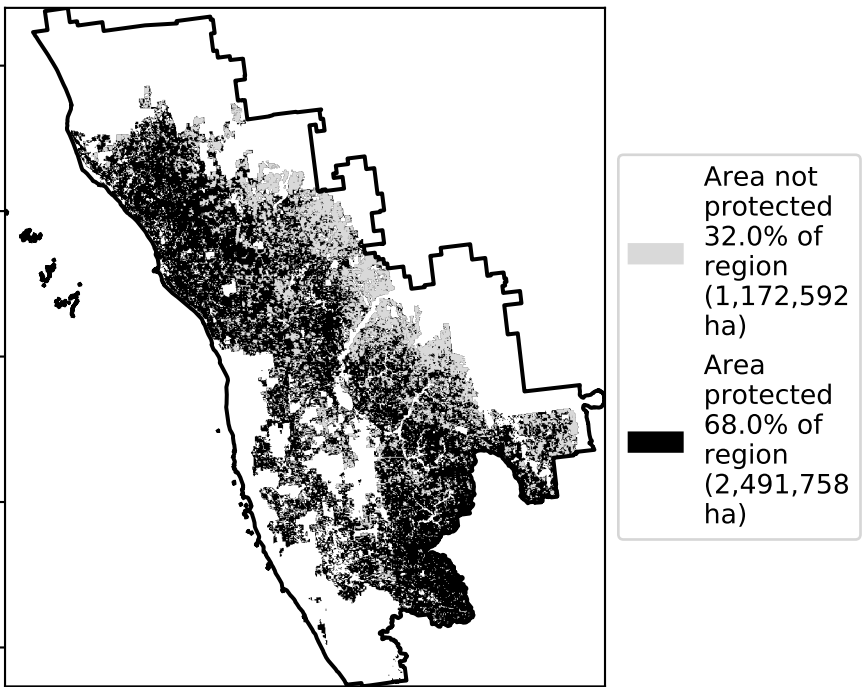 Area not
protected
32.0% of
region
(1,172,592
ha)
Area
protected
68.0% of
region
(2,491,758
ha)